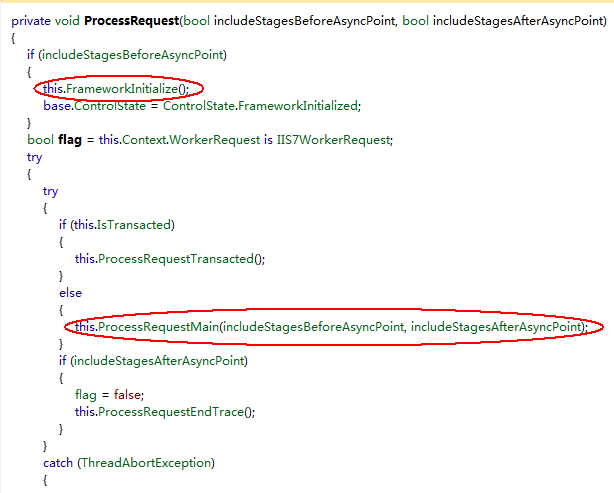 private void ProcessRequest(bool includeStagesBeforeAsyncPoint, bool includeStagesAfterAsyncPoint)
{
    if (includeStagesBeforeAsyncPoint)
    {
        this.FrameworkInitialize();
        base.ControlState = ControlState.FrameworkInitialized;
    }
    bool flag = this.Context.WorkerRequest is IIS7WorkerRequest;
    try
    {
        try
        {
            if (this.IsTransacted)
            {
                this.ProcessRequestTransacted();
            }
            else
            {
                this.ProcessRequestMain(includeStagesBeforeAsyncPoint, includeStagesAfterAsyncPoint);
            }
            if (includeStagesAfterAsyncPoint)
            {
                flag = false;
                this.ProcessRequestEndTrace();
            }
        }
        catch (ThreadAbortException)
        {